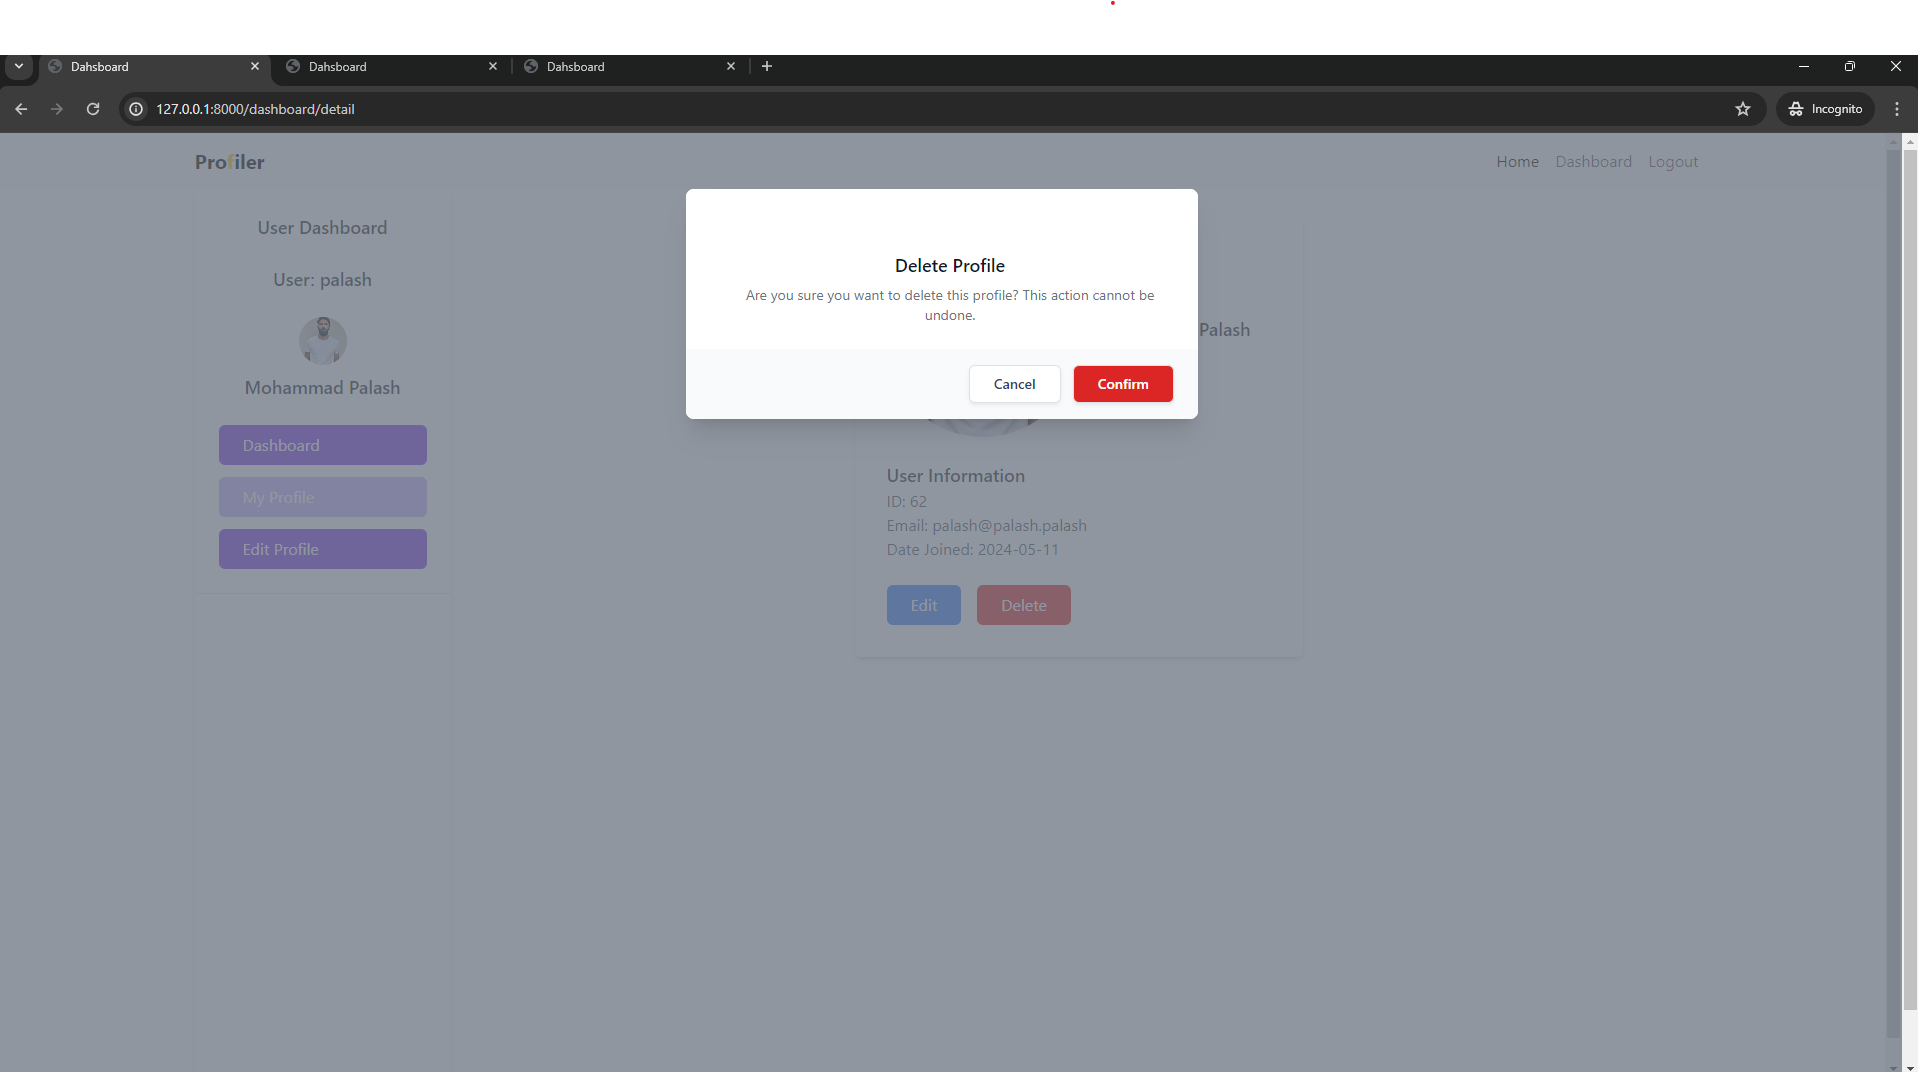 Dahsboard
Dahsboard
Dahsboard
127.0.0.1:8000/dashboard/detail
Incognito
Profiler
Home Dashboard Logout
User Dashboard
User: palash
Mohammad Palash
Dashboard
My Profile
Edit Profile
Delete Profile
Are you sure you want to delete this profile? This action cannot be
undone.
Cancel Confirm
Palash
User Information
ID: 62
Email: palash@palash.palash
Date Joined: 2024-05-11
Edit Delete